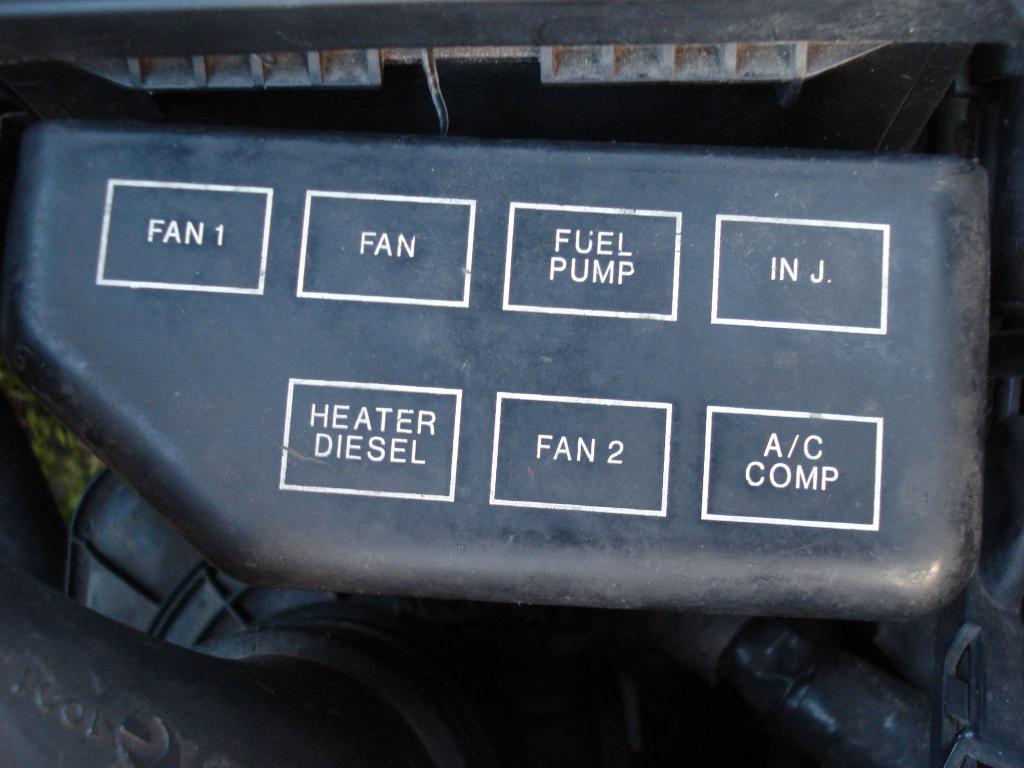 FAN 1
FAN
FUEL
PUMP
IN J.
HEATER
DIESEL
FAN 2
A/C
COMP